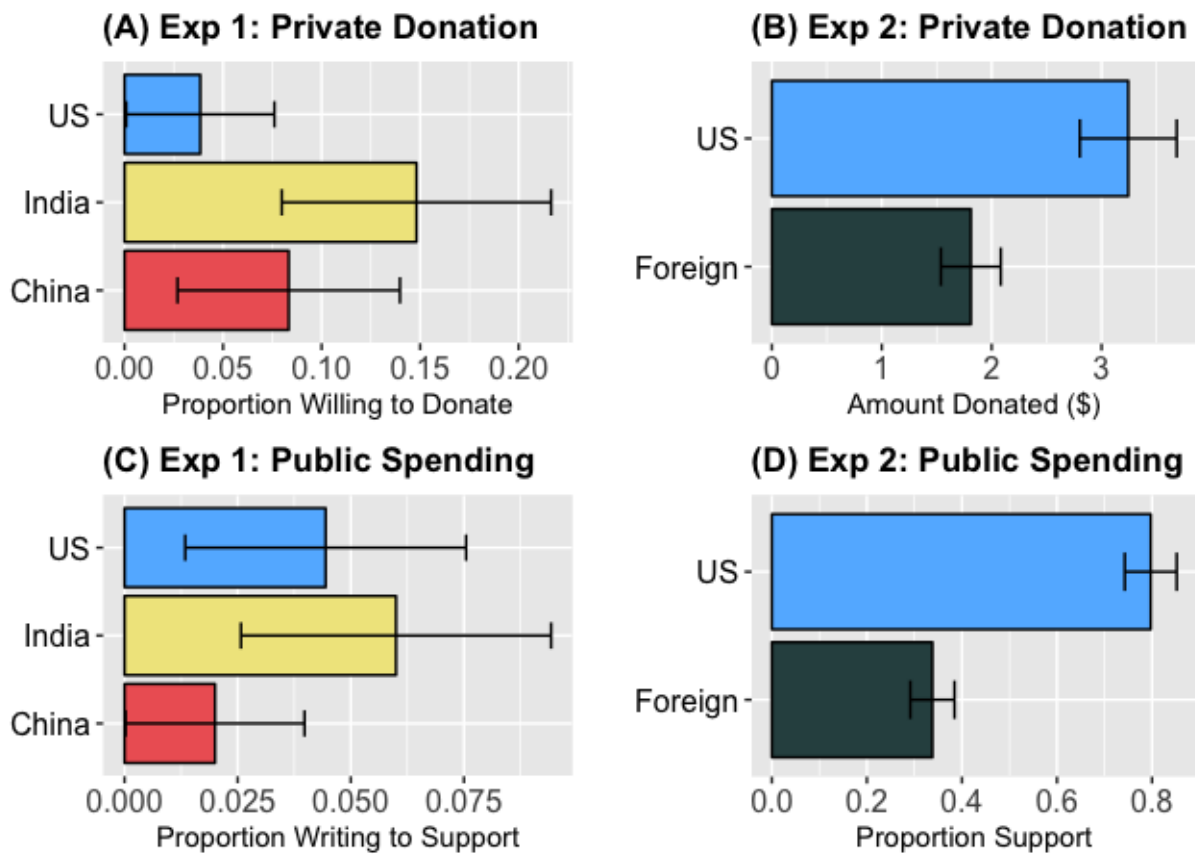 (A) Exp 1: Private Donation
US
India
China
0.00 0.05 0.10 0.15 0.20
Proportion Willing to Donate
(B) Exp 2: Private Donation
US
Foreign
0 1 2 3
Amount Donated ($)
(C) Exp 1: Public Spending
US
India
China
0.000 0.025 0.050 0.075
Proportion Writing to Support
(D) Exp 2: Public Spending
US
Foreign
0.0 0.2 0.4 0.6 0.8
Proportion Support